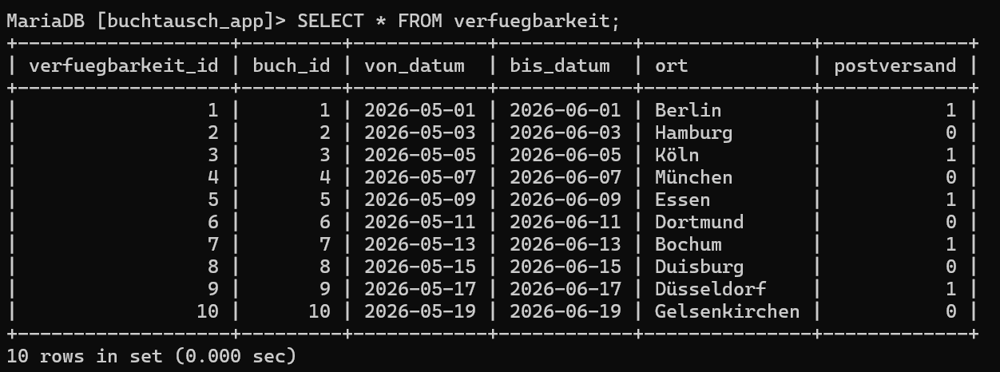 MariaDB [buchtausch_app]> SELECT * FROM verfuegbarkeit;
+--------------------+---------+------------+------------+---------------+-------------+
| verfuegbarkeit_id | buch_id | von_datum  | bis_datum  | ort           | postversand |
+--------------------+---------+------------+------------+---------------+-------------+
|                 1 |       1 | 2026-05-01 | 2026-06-01 | Berlin        |           1 |
|                 2 |       2 | 2026-05-03 | 2026-06-03 | Hamburg       |           0 |
|                 3 |       3 | 2026-05-05 | 2026-06-05 | Köln          |           1 |
|                 4 |       4 | 2026-05-07 | 2026-06-07 | München       |           0 |
|                 5 |       5 | 2026-05-09 | 2026-06-09 | Essen         |           1 |
|                 6 |       6 | 2026-05-11 | 2026-06-11 | Dortmund      |           0 |
|                 7 |       7 | 2026-05-13 | 2026-06-13 | Bochum        |           1 |
|                 8 |       8 | 2026-05-15 | 2026-06-15 | Duisburg      |           0 |
|                 9 |       9 | 2026-05-17 | 2026-06-17 | Düsseldorf    |           1 |
|                10 |      10 | 2026-05-19 | 2026-06-19 | Gelsenkirchen |           0 |
+--------------------+---------+------------+------------+---------------+-------------+
10 rows in set (0.000 sec)